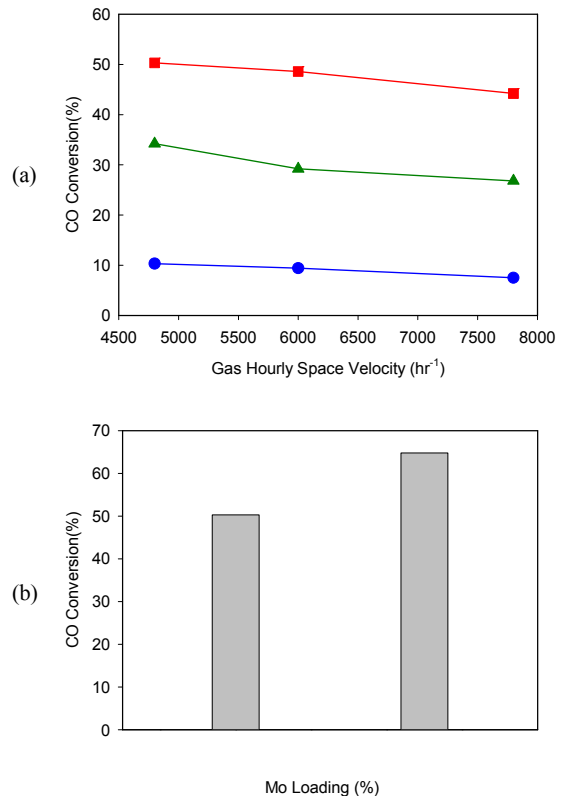 60
50
40
30
20
10
0
CO Conversion(%)
(a)
4500 5000 5500 6000 6500 7000 7500 8000
Gas Hourly Space Velocity (hr⁻¹)
70
60
50
40
30
20
10
0
CO Conversion(%)
(b)
Mo Loading (%)